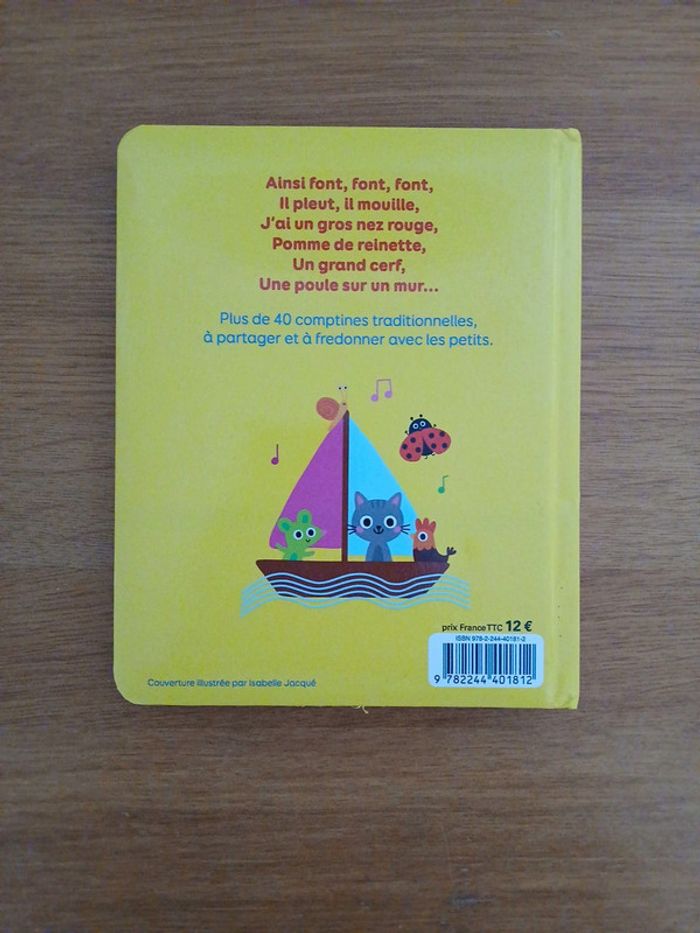 Ainsi font, font, font,
Il pleut, il mouille,
J'ai un gros nez rouge,
Pomme de reinette,
Un grand cerf,
Une poule sur un mur...
Plus de 40 comptines traditionnelles,
à partager et à fredonner avec les petits.
prix France TTC 12 €
ISBN 978-2-244-40181-2
9 782244 401812
Couverture illustrée par Isabelle Jacqué